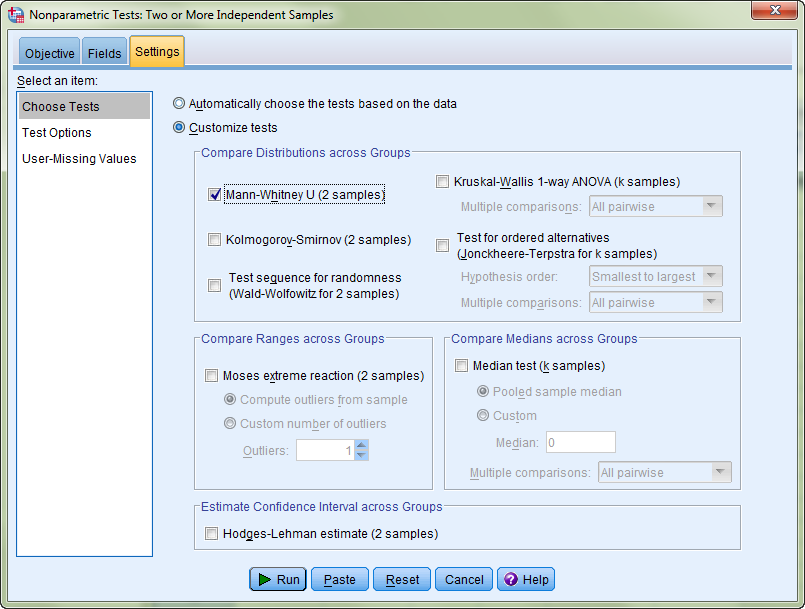 Nonparametric Tests: Two or More Independent Samples
Objective Fields Settings
Select an item:
Choose Tests
Test Options
User-Missing Values
Automatically choose the tests based on the data
Customize tests
Compare Distributions across Groups
Mann-Whitney U (2 samples)
Kolmogorov-Smirnov (2 samples)
Test sequence for randomness
(Wald-Wolfowitz for 2 samples)
Kruskal-Wallis 1-way ANOVA (k samples)
Multiple comparisons: All pairwise
Test for ordered alternatives
(Jonckheere-Terpstra for k samples)
Hypothesis order: Smallest to largest
Multiple comparisons: All pairwise
Compare Ranges across Groups
Moses extreme reaction (2 samples)
Compute outliers from sample
Custom number of outliers
Outliers: 1
Compare Medians across Groups
Median test (k samples)
Pooled sample median
Custom
Median: 0
Multiple comparisons: All pairwise
Estimate Confidence Interval across Groups
Hodges-Lehman estimate (2 samples)
Run Paste Reset Cancel Help